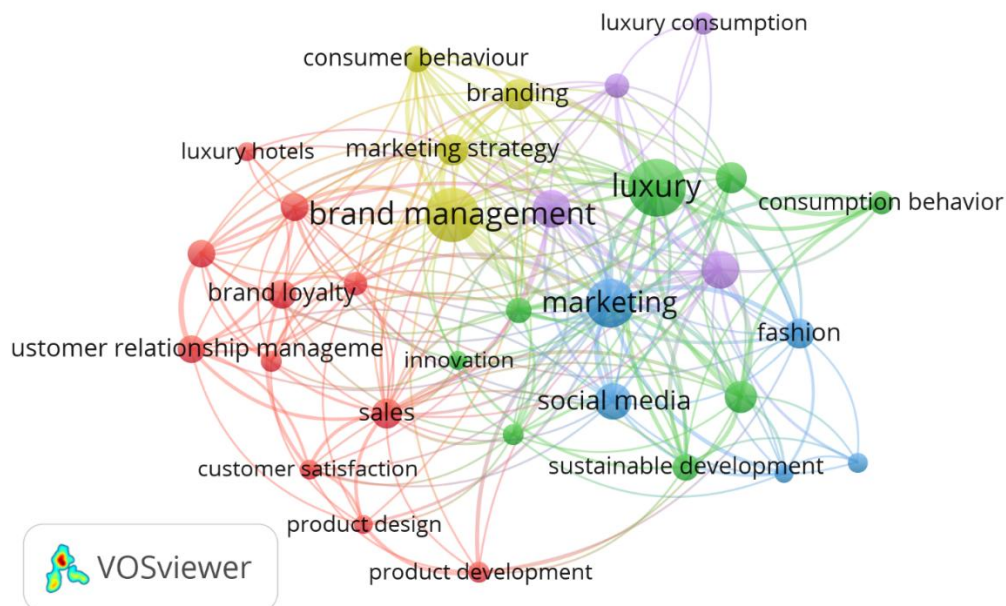 luxury consumption
consumer behaviour
branding
luxury hotels
marketing strategy
luxury
consumption behavior
brand management
brand loyalty
marketing
ustomer relationship manageme
innovation
fashion
sales
social media
customer satisfaction
sustainable development
product design
product development
VOSviewer